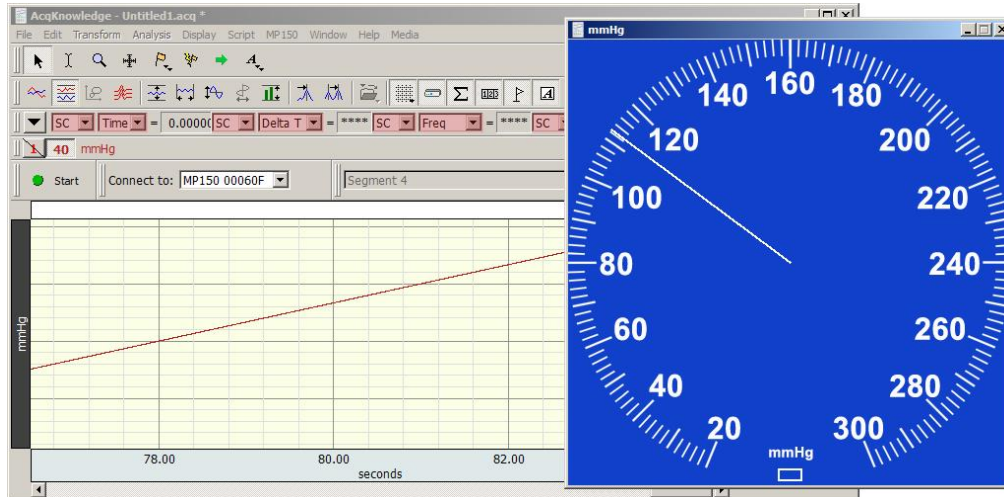 AcqKnowledge - Untitled1.acq *
File Edit Transform Analysis Display Script MP150 Window Help Media
SC Time = 0.0000 SC Delta T = **** SC Freq = **** SC
1 40 mmHg
Start Connect to: MP150 00060F Segment 4
mmHg
78.00 80.00 82.00
seconds
mmHg
160
140 180
120 200
100 220
80 240
60 260
40 280
20 300
mmHg